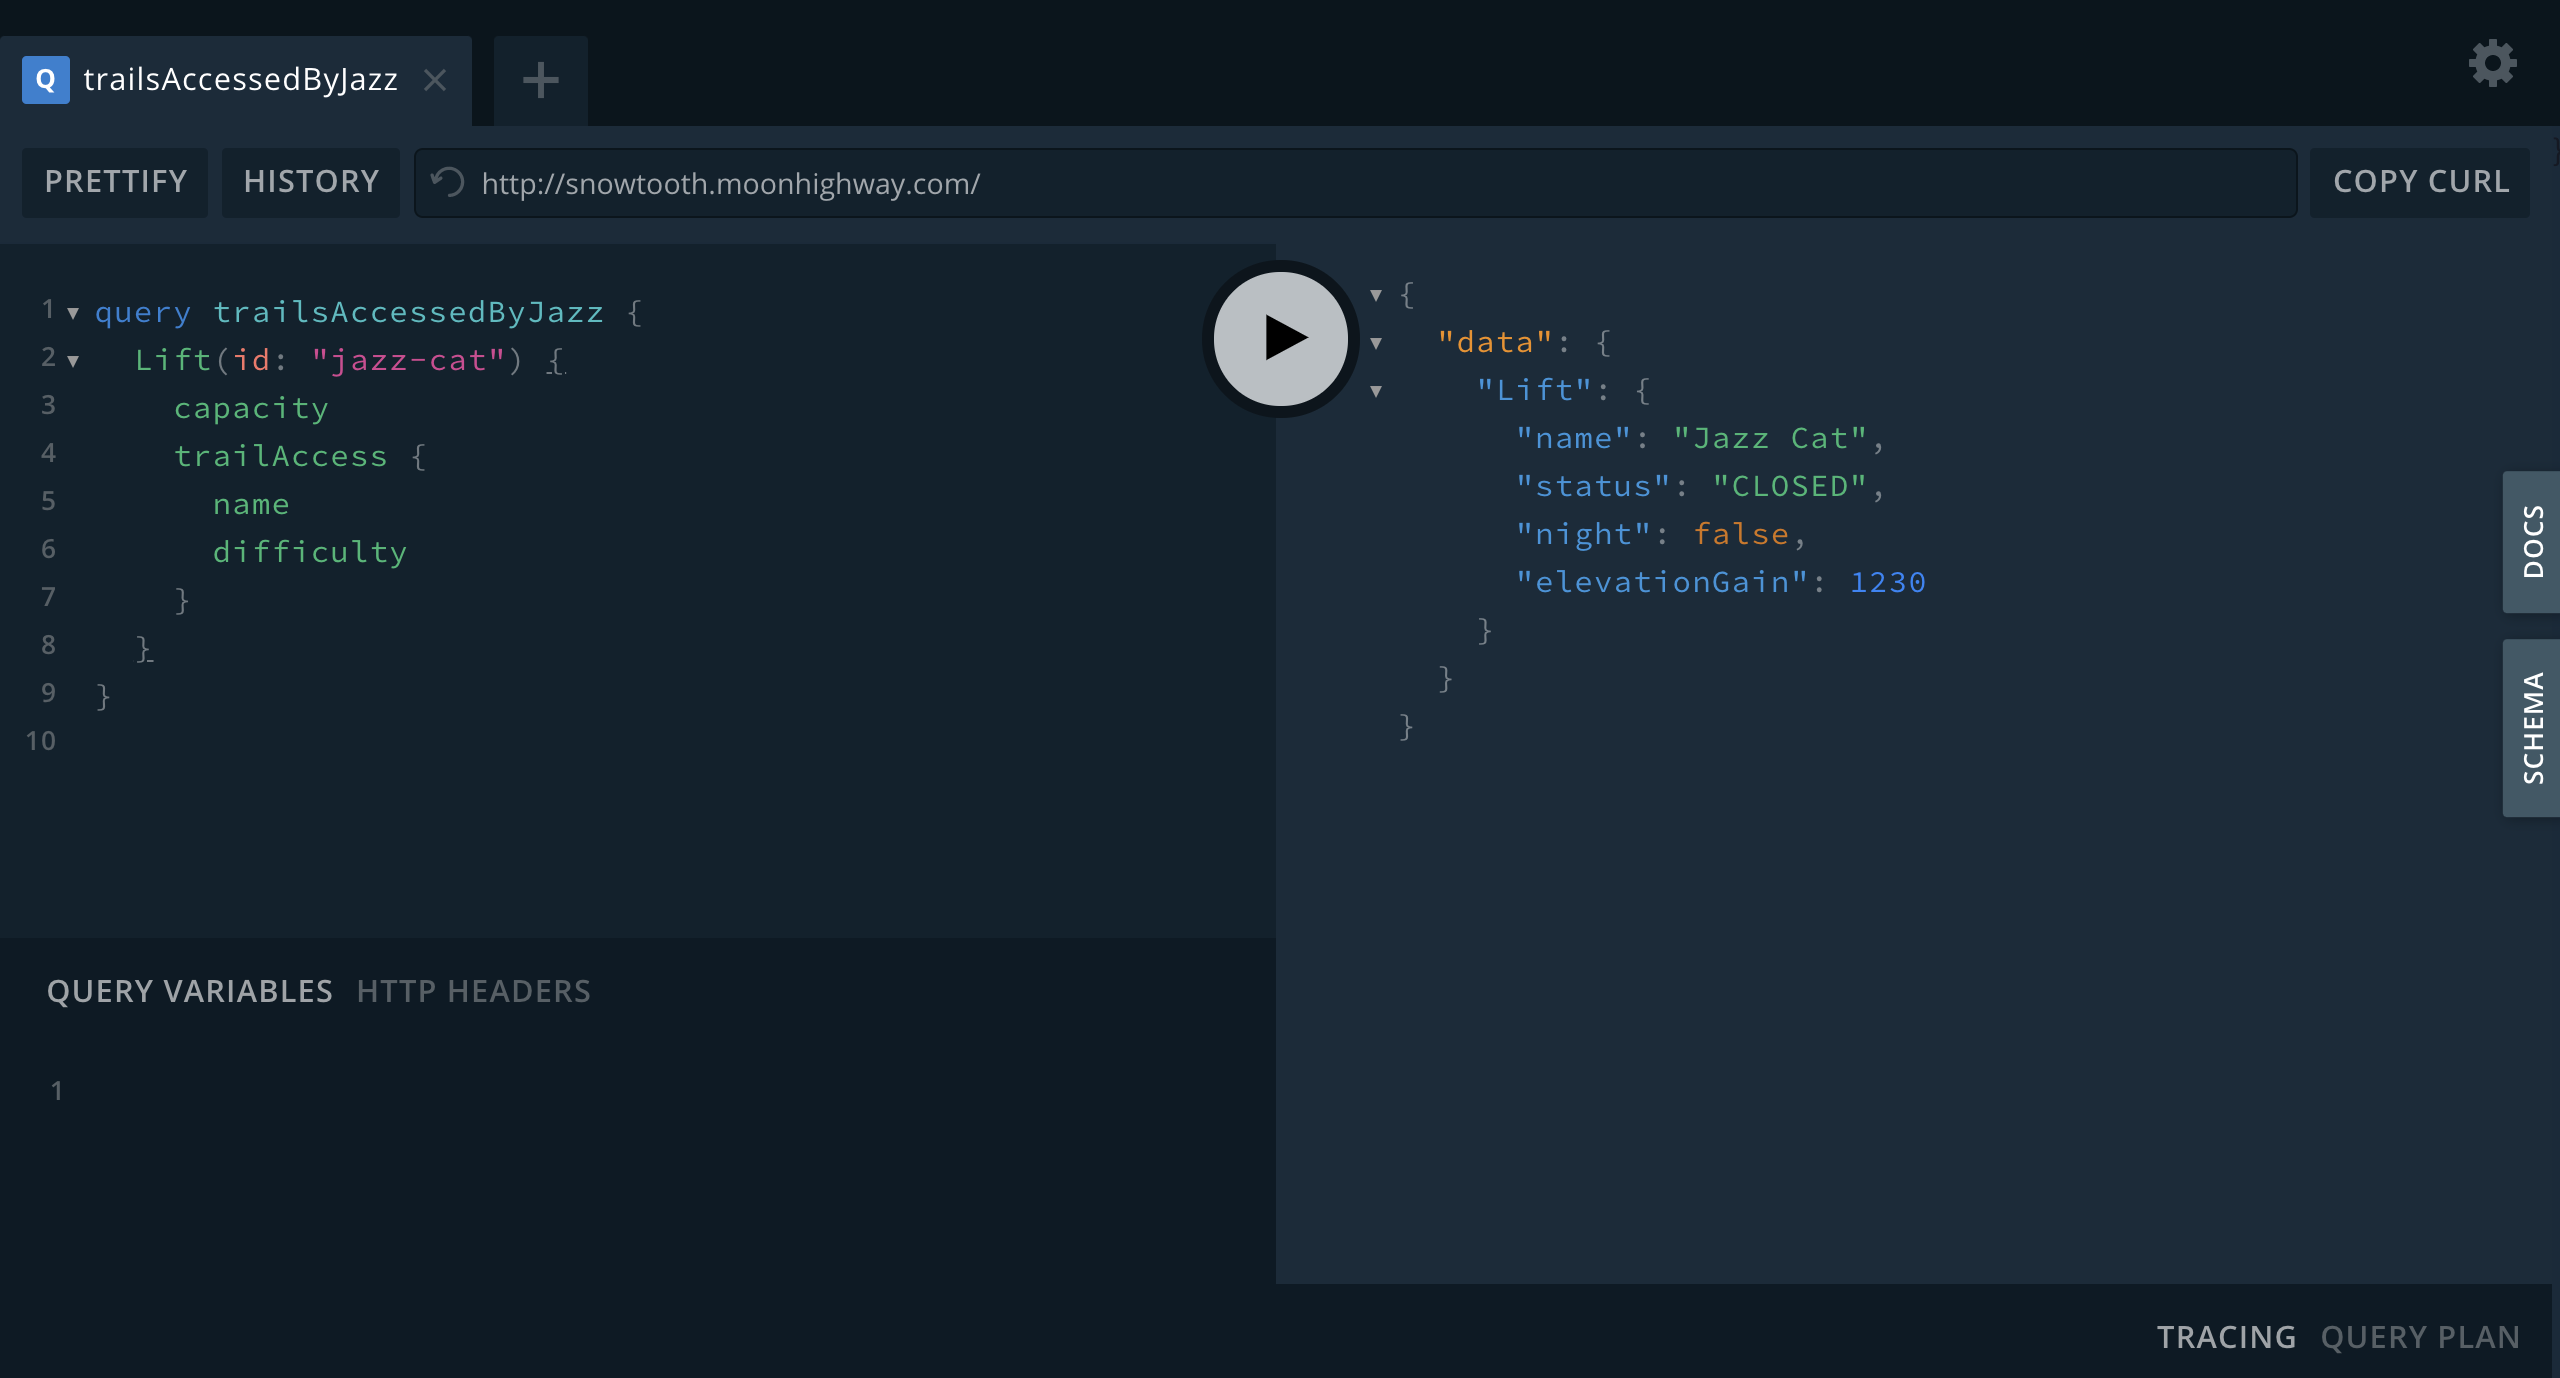 Q trailsAccessedByJazz
PRETTIFY HISTORY http://snowtooth.moonhighway.com/ COPY CURL
1 query trailsAccessedByJazz {
2 Lift(id: "jazz-cat") {
3 capacity
4 trailAccess {
5 name
6 difficulty
7 }
8 }
9 }
10
{
"data": {
"Lift": {
"name": "Jazz Cat",
"status": "CLOSED",
"night": false,
"elevationGain": 1230
}
}
}
DOCS
SCHEMA
QUERY VARIABLES HTTP HEADERS
1
TRACING QUERY PLAN